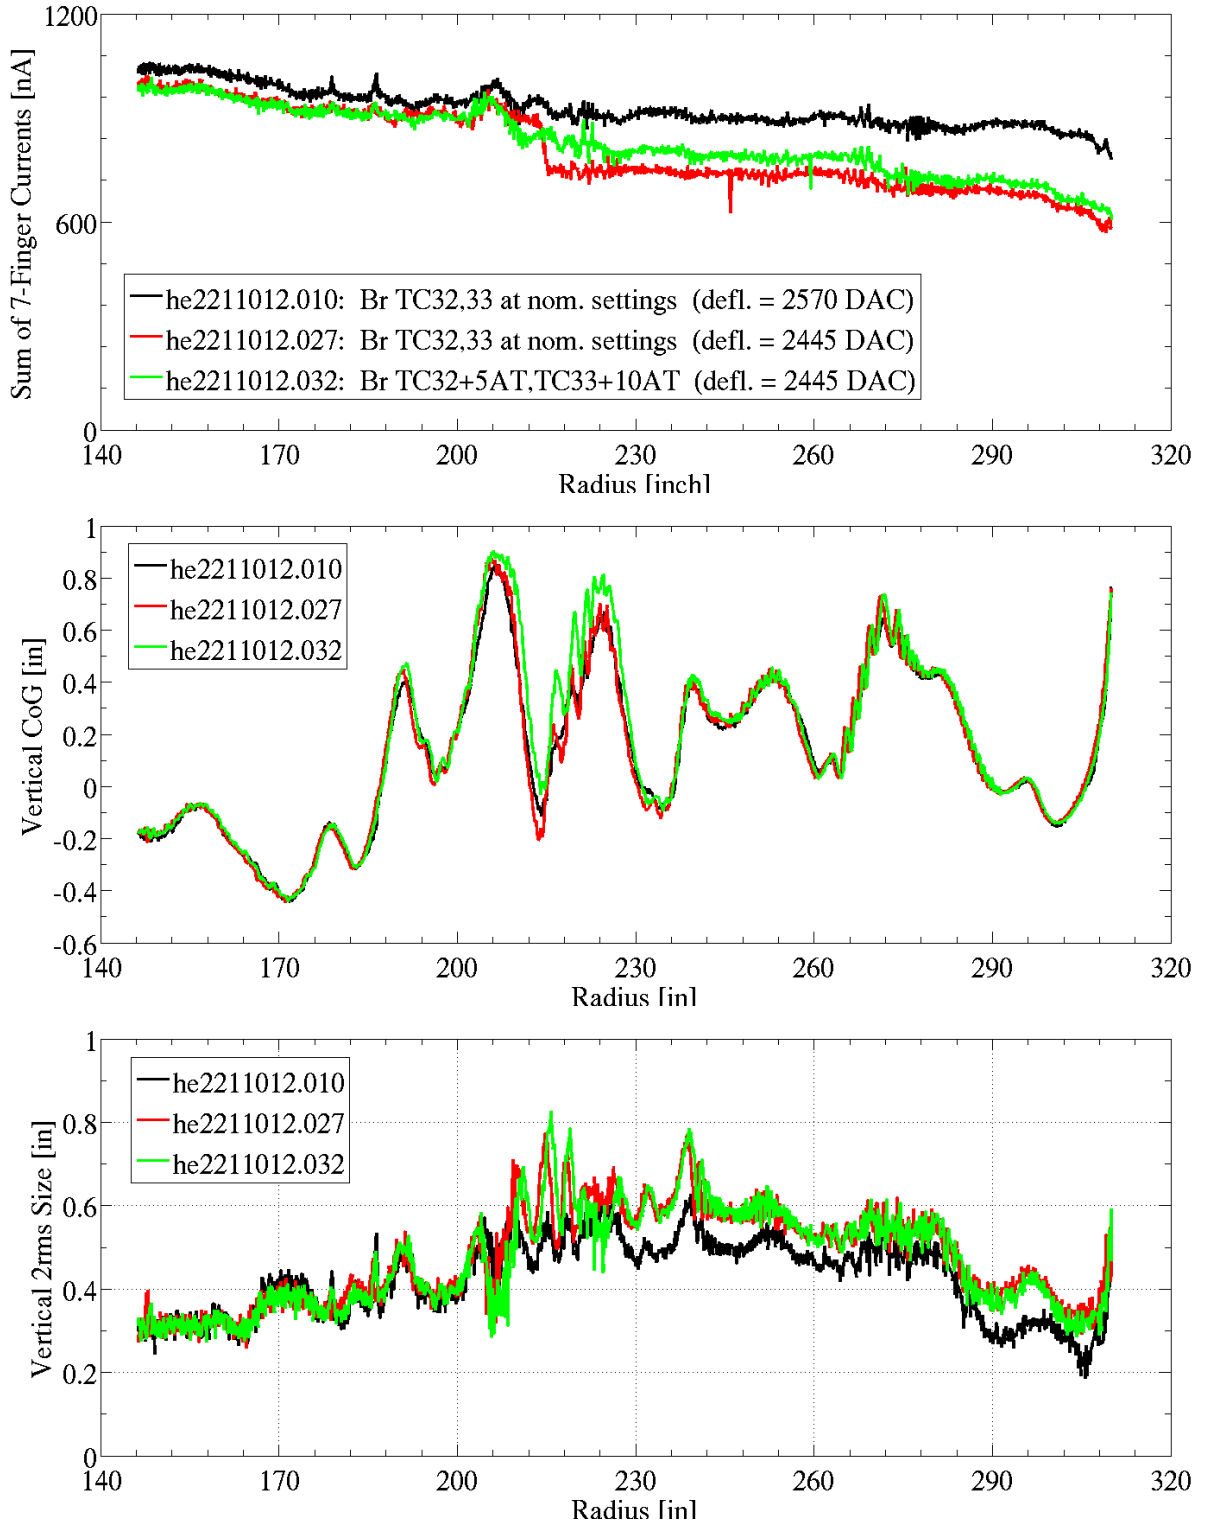 1200
600
0
Sum of 7-Finger Currents [nA]
he2211012.010: Br TC32,33 at nom. settings (defl. = 2570 DAC)
he2211012.027: Br TC32,33 at nom. settings (defl. = 2445 DAC)
he2211012.032: Br TC32+5AT,TC33+10AT (defl. = 2445 DAC)
140 170 200 230 260 290 320
Radius [inch]
1
0.8
0.6
0.4
0.2
0
-0.2
-0.4
-0.6
Vertical CoG [in]
he2211012.010
he2211012.027
he2211012.032
140 170 200 230 260 290 320
Radius [in]
1
0.8
0.6
0.4
0.2
0
Vertical 2rms Size [in]
he2211012.010
he2211012.027
he2211012.032
140 170 200 230 260 290 320
Radius [in]